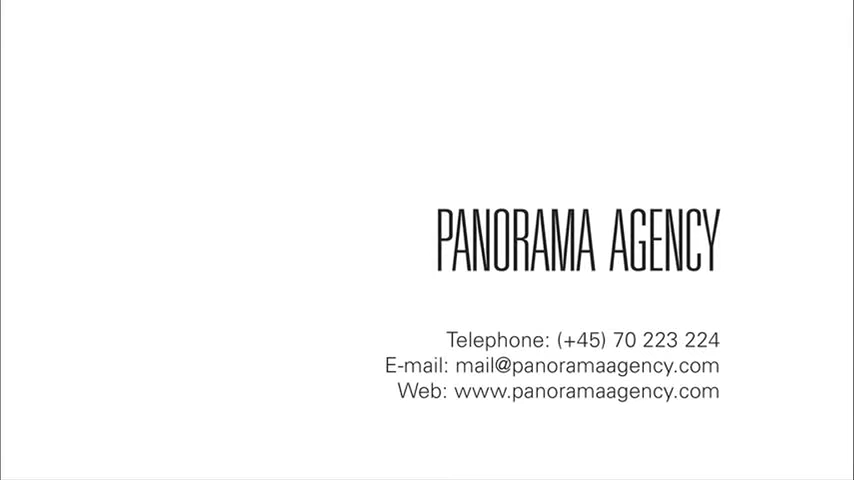 PANORAMA AGENCY
Telephone: (+45) 70 223 224
E-mail: mail@panoramaagency.com
Web: www.panoramaagency.com